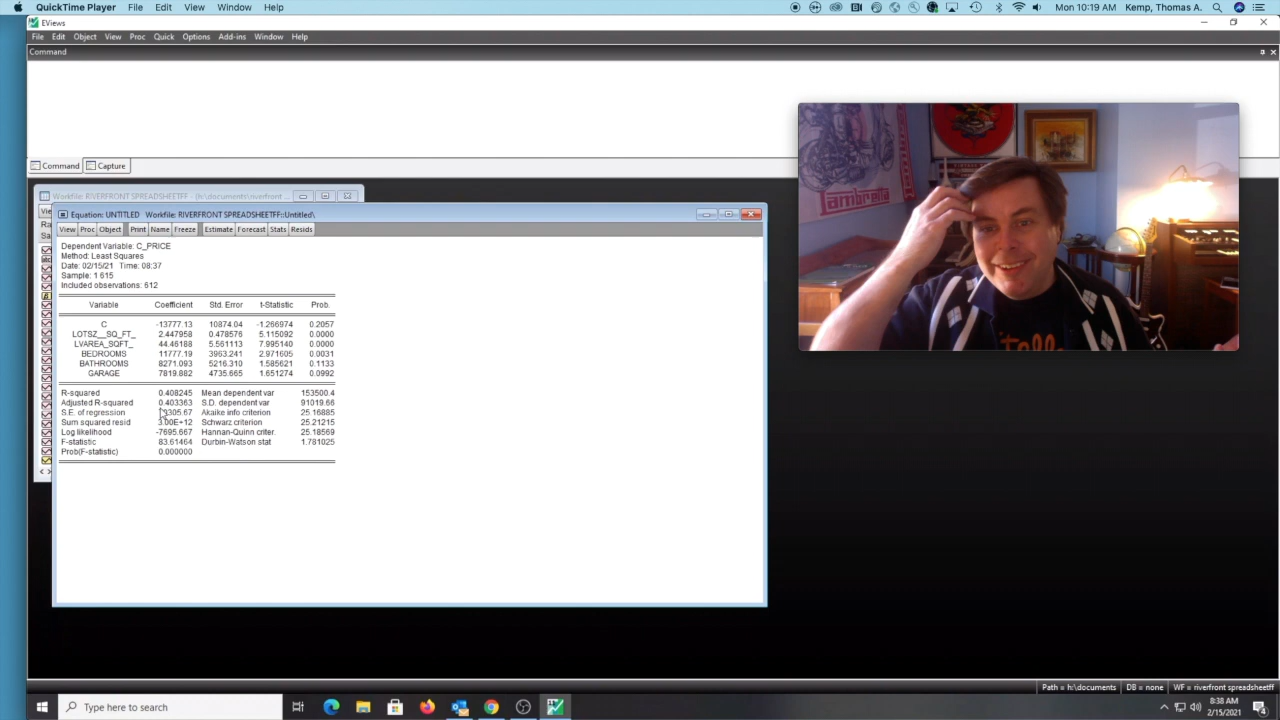 QuickTime Player File Edit View Window Help Mon 10:19 AM Kemp, Thomas A.
EViews
File Edit Object View Proc Quick Options Add-ins Window Help
Command
Command Capture
Workfile: RIVERFRONT SPREADSHEETFF - (h:\documents\riverfront ...
Equation: UNTITLED Workfile: RIVERFRONT SPREADSHEETFF::Untitled\
View Proc Object Print Name Freeze Estimate Forecast Stats Resids
Dependent Variable: C_PRICE
Method: Least Squares
Date: 02/15/21 Time: 08:37
Sample: 1 615
Included observations: 612
Variable Coefficient Std. Error t-Statistic Prob.
C -13777.13 10874.04 -1.266974 0.2057
LOTSZ__SQ_FT_ 2.447958 0.478576 5.115092 0.0000
LVAREA_SQFT_ 44.46188 5.561113 7.995140 0.0000
BEDROOMS 11777.19 3963.241 2.971605 0.0031
BATHROOMS 8271.093 5216.310 1.585621 0.1133
GARAGE 7819.882 4735.665 1.651274 0.0992
R-squared 0.408245 Mean dependent var 153500.4
Adjusted R-squared 0.403363 S.D. dependent var 91019.66
S.E. of regression Akaike info criterion 25.16885
Sum squared resid 3.00E+12 Schwarz criterion 25.21215
Log likelihood -7695.667 Hannan-Quinn criter. 25.18569
F-statistic 83.61464 Durbin-Watson stat 1.781025
Prob(F-statistic) 0.000000
Lambretta
Path = h:\documents DB = none WF = riverfront spreadsheetff
Type here to search
8:38 AM
2/15/2021
4